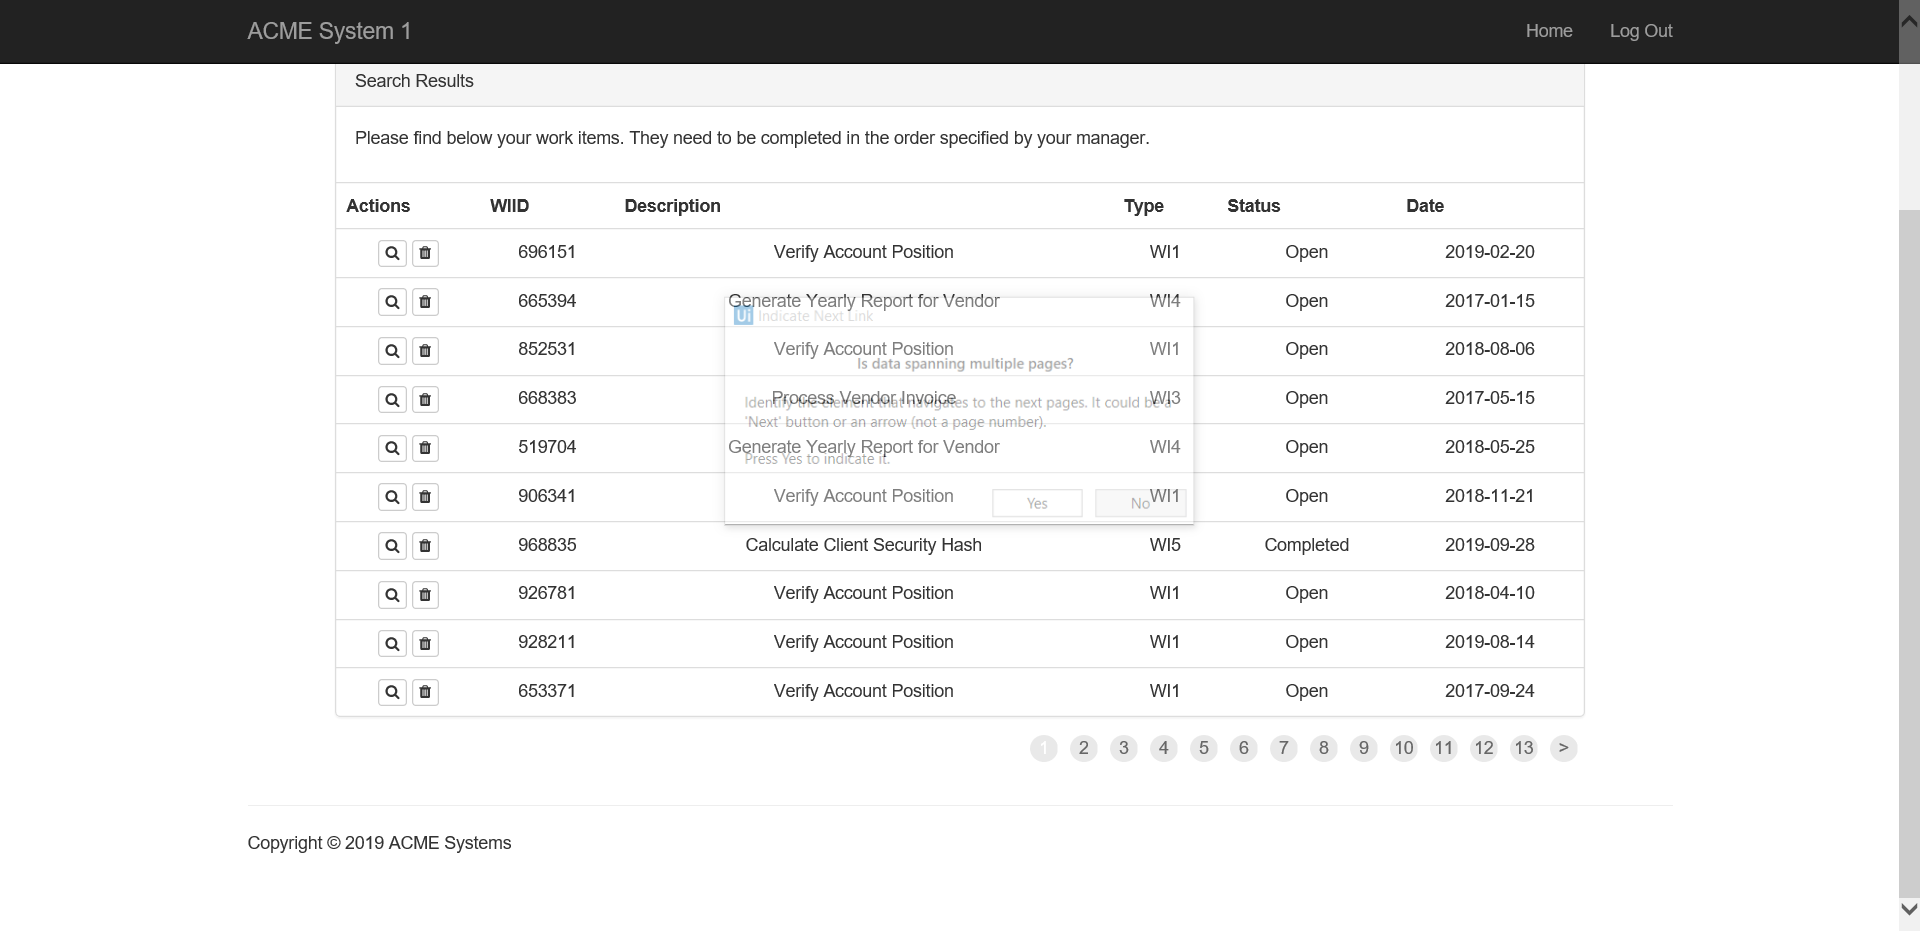 ACME System 1 Home Log Out
Search Results
Please find below your work items. They need to be completed in the order specified by your manager.
Actions WIID Description Type Status Date
696151 Verify Account Position WI1 Open 2019-02-20
665394 Generate Yearly Report for Vendor WI4 Open 2017-01-15
Ui Indicate Next Link
852531 Verify Account Position WI1 Open 2018-08-06
Is data spanning multiple pages?
668383 Process Vendor Invoice WI3 Open 2017-05-15
Identify the element that navigates to the next pages. It could be a
'Next' button or an arrow (not a page number).
519704 Generate Yearly Report for Vendor WI4 Open 2018-05-25
Press Yes to indicate it.
906341 Verify Account Position WI1 Open 2018-11-21
Yes No
968835 Calculate Client Security Hash WI5 Completed 2019-09-28
926781 Verify Account Position WI1 Open 2018-04-10
928211 Verify Account Position WI1 Open 2019-08-14
653371 Verify Account Position WI1 Open 2017-09-24
1 2 3 4 5 6 7 8 9 10 11 12 13 >
Copyright © 2019 ACME Systems